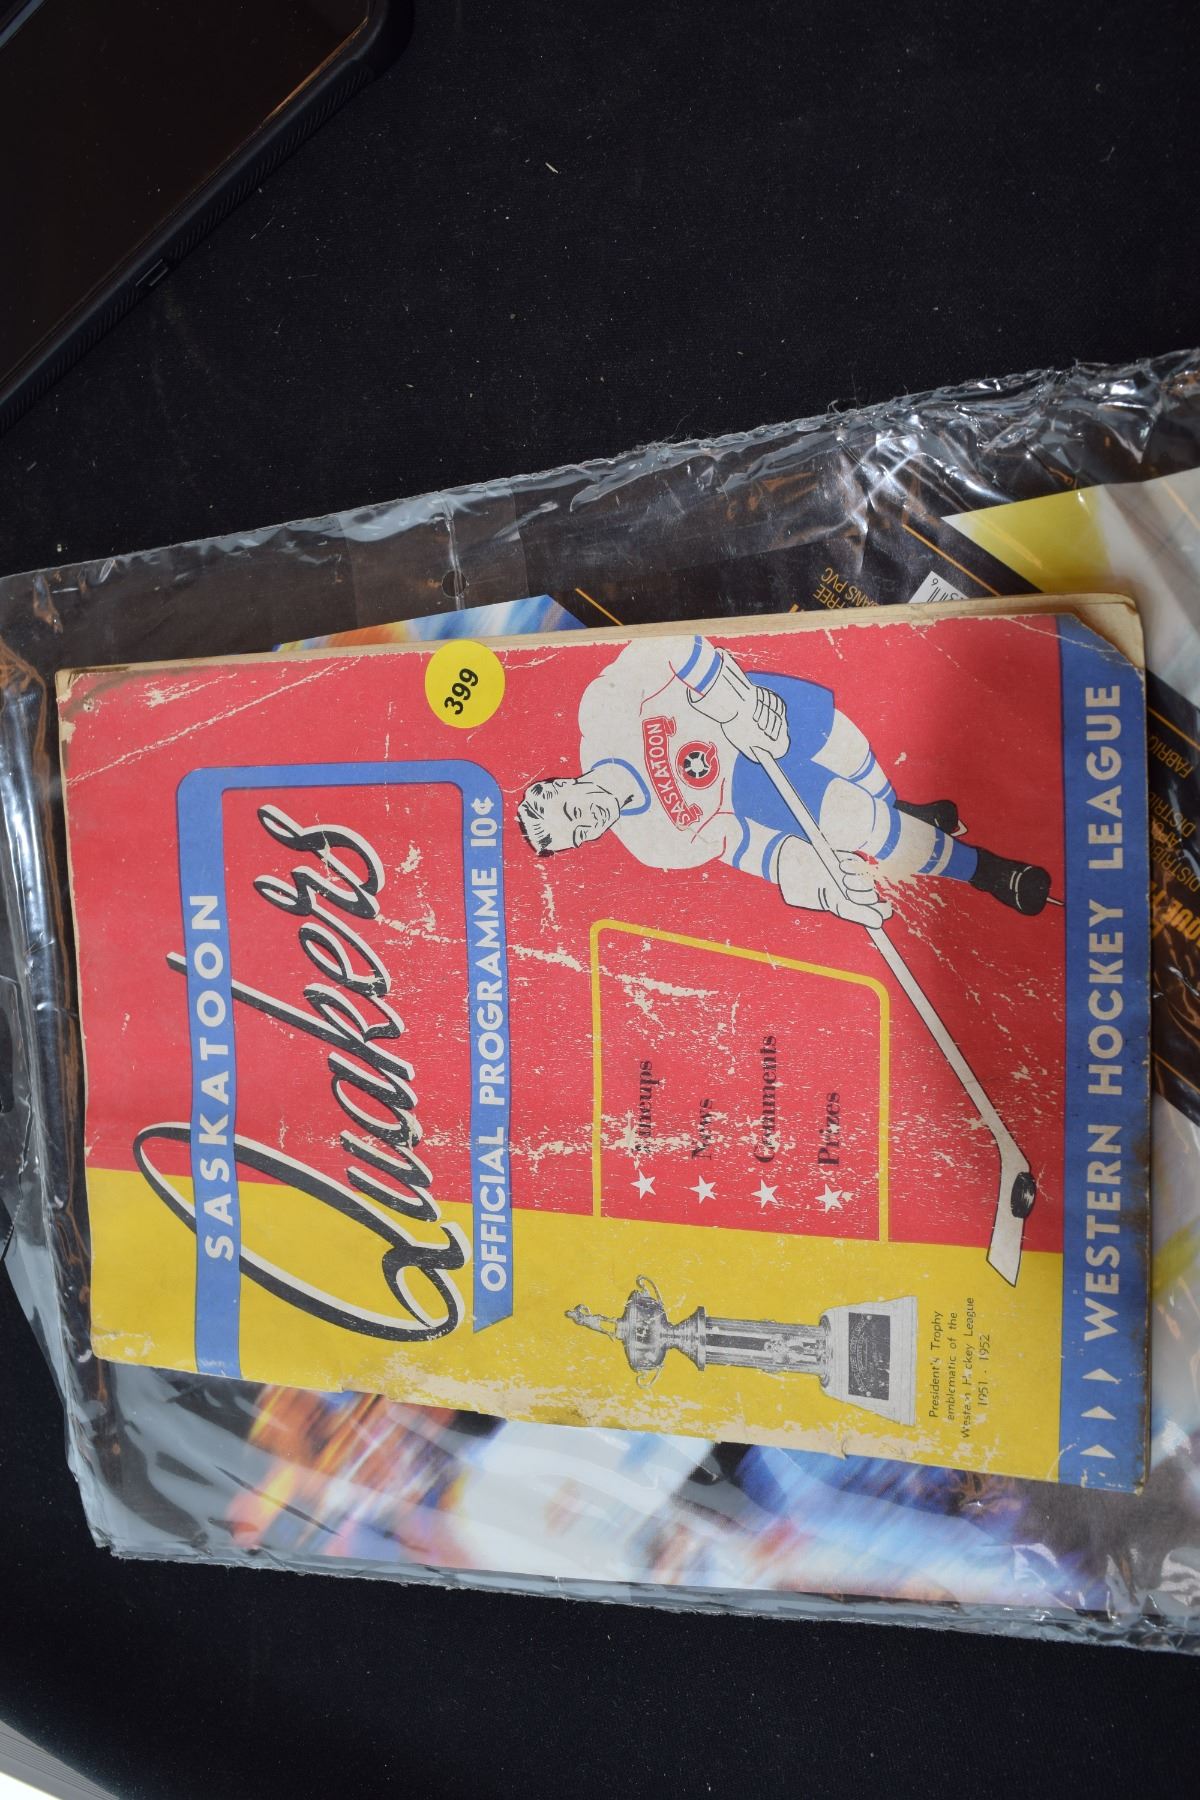 399
SASKATOON
Quakers
OFFICIAL PROGRAMME 10¢
SASKATOON
Lineups
News
Comments
Prizes
President's Trophy
emblematic of the
Western Hockey League
1951 - 1952
WESTERN HOCKEY LEAGUE